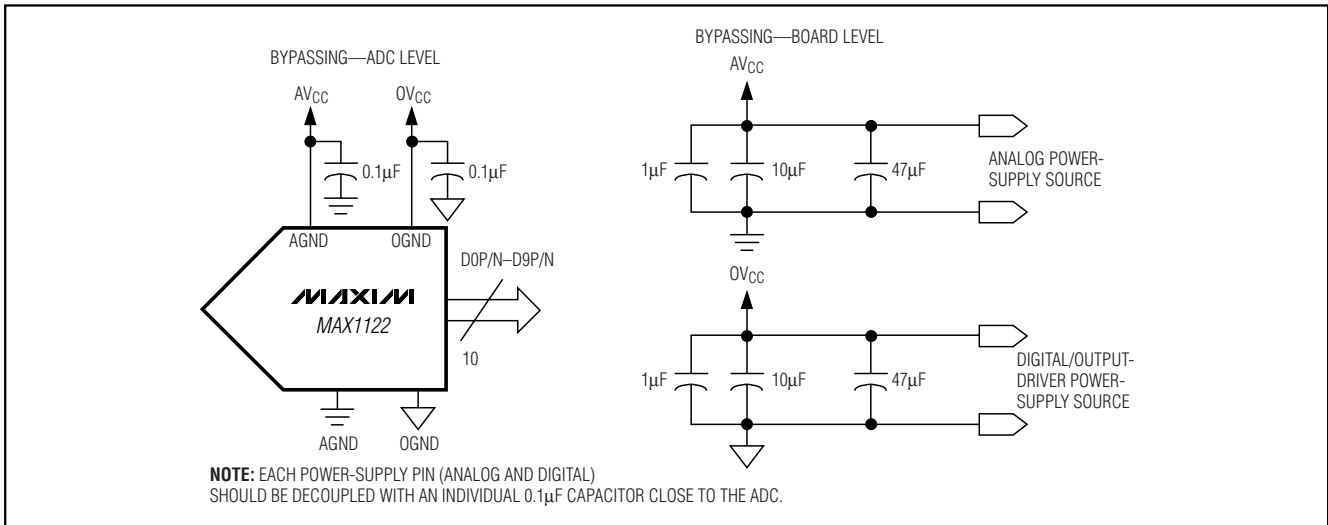 BYPASSING—ADC LEVEL
AVCC
OVCC
0.1µF
0.1µF
AGND
OGND
D0P/N–D9P/N
MAXIM
MAX1122
10
AGND
OGND
BYPASSING—BOARD LEVEL
AVCC
1µF
10µF
47µF
ANALOG POWER-
SUPPLY SOURCE
OVCC
1µF
10µF
47µF
DIGITAL/OUTPUT-
DRIVER POWER-
SUPPLY SOURCE
NOTE: EACH POWER-SUPPLY PIN (ANALOG AND DIGITAL)
SHOULD BE DECOUPLED WITH AN INDIVIDUAL 0.1µF CAPACITOR CLOSE TO THE ADC.